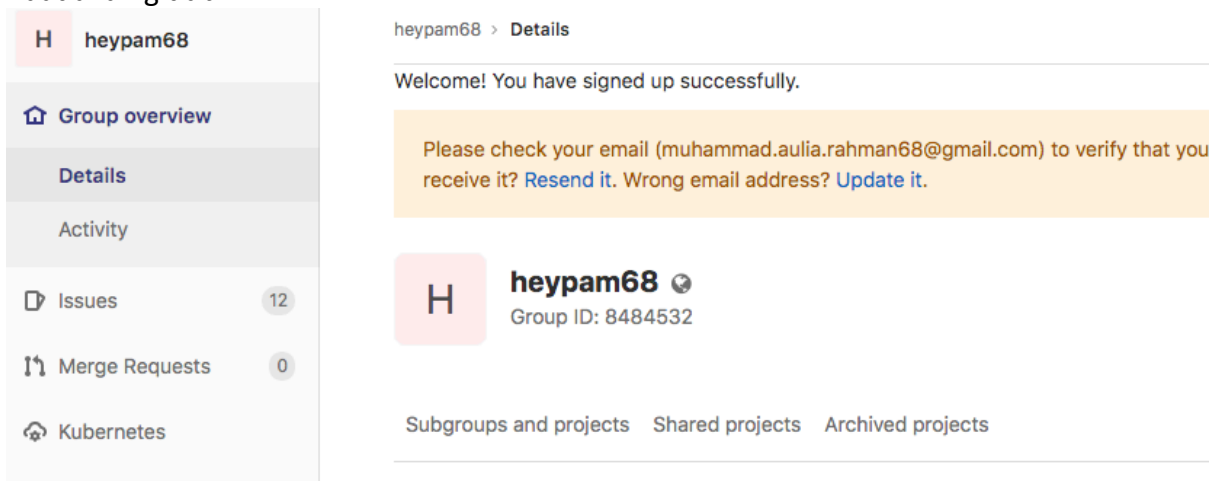 H heypam68
Group overview
Details
Activity
Issues 12
Merge Requests 0
Kubernetes
heypam68 > Details
Welcome! You have signed up successfully.
Please check your email (muhammad.aulia.rahman68@gmail.com) to verify that you
receive it? Resend it. Wrong email address? Update it.
H
heypam68
Group ID: 8484532
Subgroups and projects Shared projects Archived projects